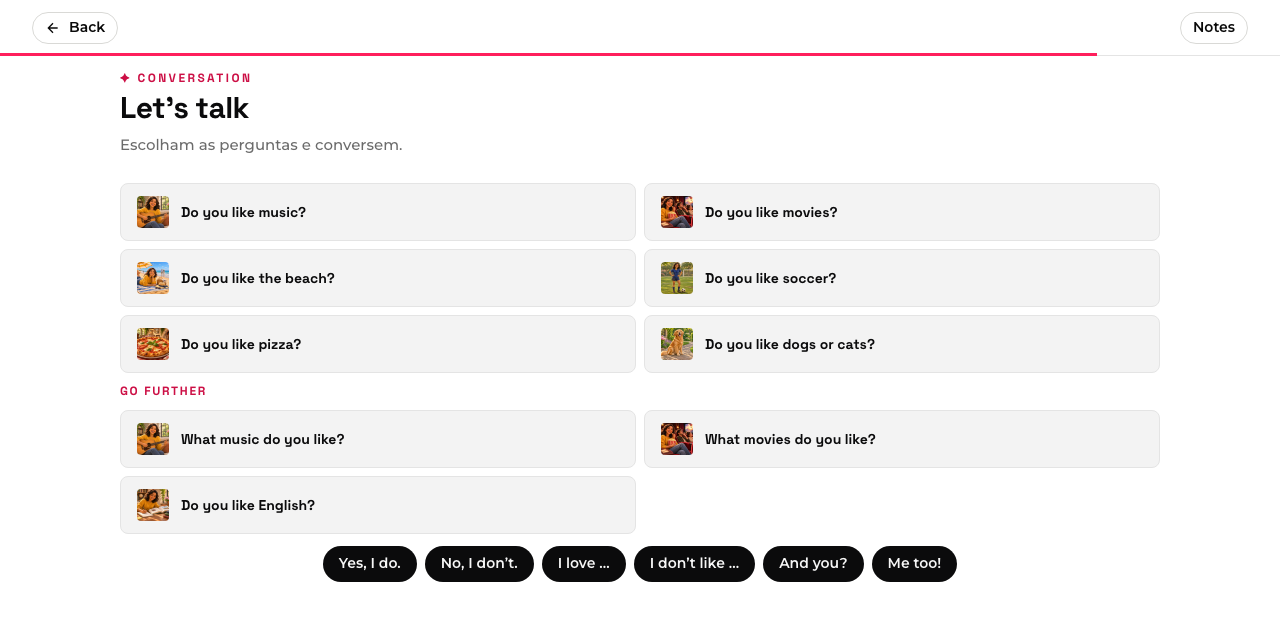 Back
Notes
CONVERSATION
Let’s talk
Escolham as perguntas e conversem.
Do you like music?
Do you like movies?
Do you like the beach?
Do you like soccer?
Do you like pizza?
Do you like dogs or cats?
GO FURTHER
What music do you like?
What movies do you like?
Do you like English?
Yes, I do.
No, I don’t.
I love ...
I don’t like ...
And you?
Me too!